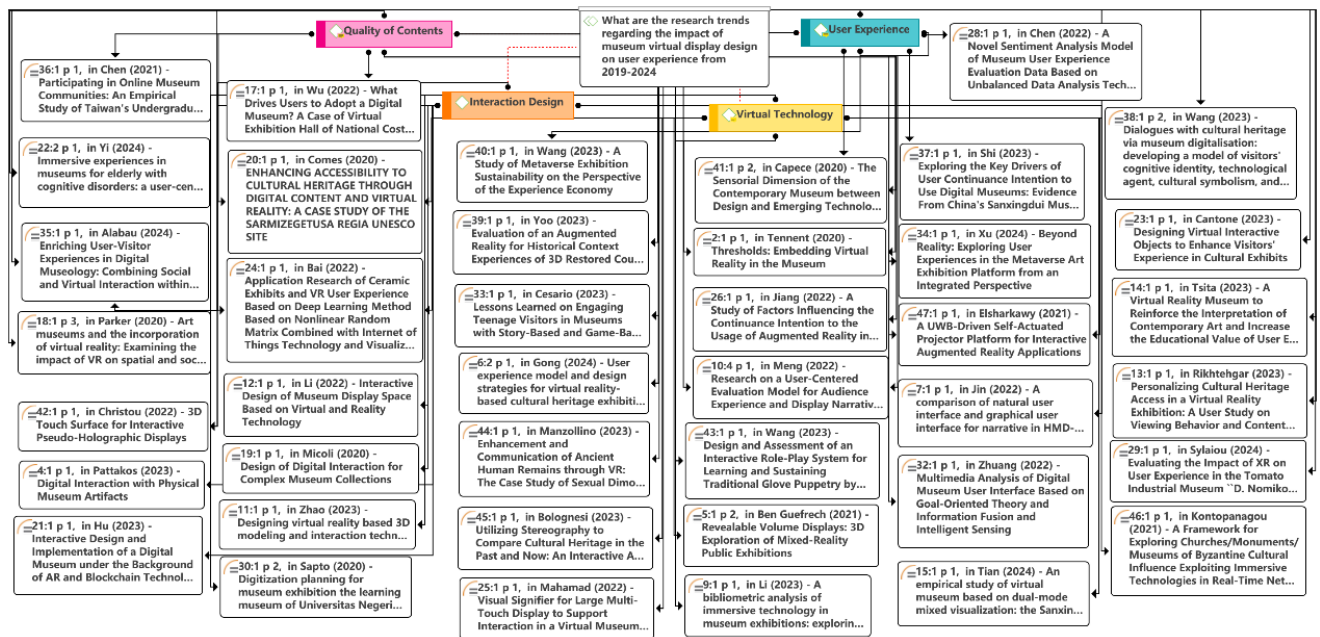 What are the research trends
regarding the impact of
museum virtual display design
on user experience from
2019-2024
Quality of Contents
User Experience
Interaction Design
Virtual Technology
36:1 p 1, in Chen (2021) -
Participating in Online Museum
Communities: An Empirical
Study of Taiwan's Undergradu...
22:2 p 1, in Yi (2024) -
Immersive experiences in
museums for elderly with
cognitive disorders: a user-cen...
35:1 p 1, in Alabau (2024) -
Enriching User-Visitor
Experiences in Digital
Museology: Combining Social
and Virtual Interaction within...
18:1 p 3, in Parker (2020) - Art
museums and the incorporation
of virtual reality: Examining the
impact of VR on spatial and soc...
42:1 p 1, in Christou (2022) - 3D
Touch Surface for Interactive
Pseudo-Holographic Displays
4:1 p 1, in Pattakos (2023) -
Digital Interaction with Physical
Museum Artifacts
21:1 p 1, in Hu (2023) -
Interactive Design and
Implementation of a Digital
Museum under the Background
of AR and Blockchain Technol...
17:1 p 1, in Wu (2022) - What
Drives Users to Adopt a Digital
Museum? A Case of Virtual
Exhibition Hall of National Cost...
20:1 p 1, in Comes (2020) -
ENHANCING ACCESSIBILITY TO
CULTURAL HERITAGE THROUGH
DIGITAL CONTENT AND VIRTUAL
REALITY: A CASE STUDY OF THE
SARMIZEGETUSA REGIA UNESCO
SITE
24:1 p 1, in Bai (2022) -
Application Research of Ceramic
Exhibits and VR User Experience
Based on Deep Learning Method
Based on Nonlinear Random
Matrix Combined with Internet of
Things Technology and Visualiz...
12:1 p 1, in Li (2022) - Interactive
Design of Museum Display Space
Based on Virtual and Reality
Technology
19:1 p 1, in Micoli (2020) -
Design of Digital Interaction for
Complex Museum Collections
11:1 p 1, in Zhao (2023) -
Designing virtual reality based 3D
modeling and interaction techn...
30:1 p 2, in Sapto (2020) -
Digitization planning for
museum exhibition the learning
museum of Universitas Negeri...
40:1 p 1, in Wang (2023) - A
Study of Metaverse Exhibition
Sustainability on the Perspective
of the Experience Economy
39:1 p 1, in Yoo (2023) -
Evaluation of an Augmented
Reality for Historical Context
Experiences of 3D Restored Cou...
33:1 p 1, in Cesario (2023) -
Lessons Learned on Engaging
Teenage Visitors in Museums
with Story-Based and Game-Ba...
6:2 p 1, in Gong (2024) - User
experience model and design
strategies for virtual reality-
based cultural heritage exhibiti...
44:1 p 1, in Manzollino (2023) -
Enhancement and
Communication of Ancient
Human Remains through VR:
The Case Study of Sexual Dimo...
45:1 p 1, in Bolognesi (2023) -
Utilizing Stereography to
Compare Cultural Heritage in the
Past and Now: An Interactive A...
25:1 p 1, in Mahamad (2022) -
Visual Signifier for Large Multi-
Touch Display to Support
Interaction in a Virtual Museum...
41:1 p 2, in Capece (2020) - The
Sensorial Dimension of the
Contemporary Museum between
Design and Emerging Technolo...
2:1 p 1, in Tennent (2020) -
Thresholds: Embedding Virtual
Reality in the Museum
26:1 p 1, in Jiang (2022) - A
Study of Factors Influencing the
Continuance Intention to the
Usage of Augmented Reality in...
10:4 p 1, in Meng (2022) -
Research on a User-Centered
Evaluation Model for Audience
Experience and Display Narrativ...
43:1 p 1, in Wang (2023) -
Design and Assessment of an
Interactive Role-Play System for
Learning and Sustaining
Traditional Glove Puppetry by...
5:1 p 2, in Ben Guefrech (2021) -
Revealable Volume Displays: 3D
Exploration of Mixed-Reality
Public Exhibitions
9:1 p 1, in Li (2023) - A
bibliometric analysis of
immersive technology in
museum exhibitions: explorin...
28:1 p 1, in Chen (2022) - A
Novel Sentiment Analysis Model
of Museum User Experience
Evaluation Data Based on
Unbalanced Data Analysis Tech...
37:1 p 1, in Shi (2023) -
Exploring the Key Drivers of
User Continuance Intention to
Use Digital Museums: Evidence
From China's Sanxingdui Mus...
34:1 p 1, in Xu (2024) - Beyond
Reality: Exploring User
Experiences in the Metaverse Art
Exhibition Platform from an
Integrated Perspective
47:1 p 1, in Elsharkawy (2021) -
A UWB-Driven Self-Actuated
Projector Platform for Interactive
Augmented Reality Applications
7:1 p 1, in Jin (2022) - A
comparison of natural user
interface and graphical user
interface for narrative in HMD-...
32:1 p 1, in Zhuang (2022) -
Multimedia Analysis of Digital
Museum User Interface Based on
Goal-Oriented Theory and
Information Fusion and
Intelligent Sensing
15:1 p 1, in Tian (2024) - An
empirical study of virtual
museum based on dual-mode
mixed visualization: the Sanxin...
38:1 p 2, in Wang (2023) -
Dialogues with cultural heritage
via museum digitalisation:
developing a model of visitors'
cognitive identity, technological
agent, cultural symbolism, and...
23:1 p 1, in Cantone (2023) -
Designing Virtual Interactive
Objects to Enhance Visitors'
Experience in Cultural Exhibits
14:1 p 1, in Tsita (2023) - A
Virtual Reality Museum to
Reinforce the Interpretation of
Contemporary Art and Increase
the Educational Value of User E...
13:1 p 1, in Rikhtehgar (2023) -
Personalizing Cultural Heritage
Access in a Virtual Reality
Exhibition: A User Study on
Viewing Behavior and Content...
29:1 p 1, in Sylaiou (2024) -
Evaluating the Impact of XR on
User Experience in the Tomato
Industrial Museum ``D. Nomiko...
46:1 p 1, in Kontopanagou
(2021) - A Framework for
Exploring Churches/Monuments/
Museums of Byzantine Cultural
Influence Exploiting Immersive
Technologies in Real-Time Net...